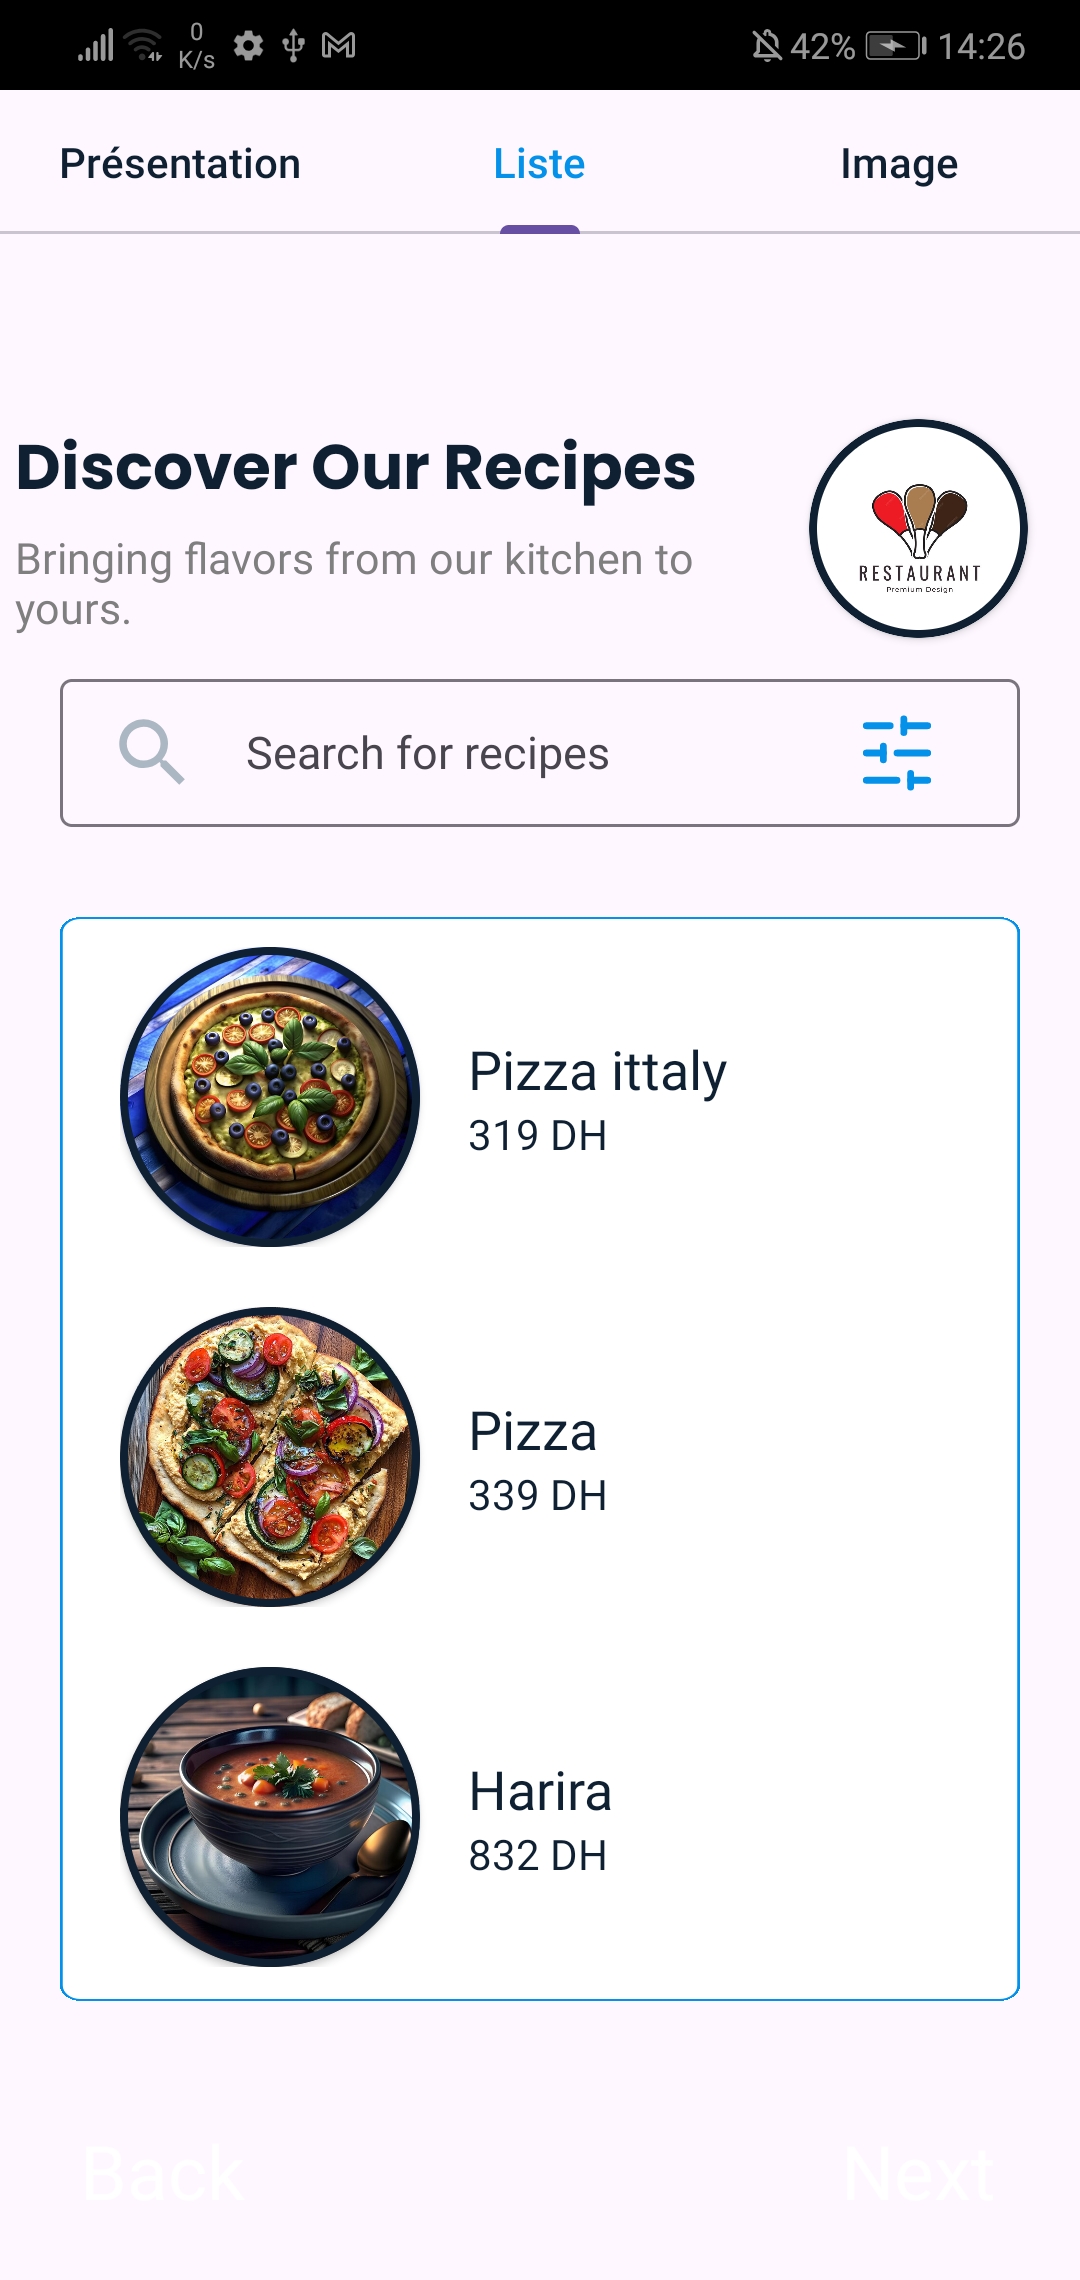 0
K/s
42%
14:26
Présentation
Liste
Image
Discover Our Recipes
Bringing flavors from our kitchen to
yours.
RESTAURANT
Premium Design
Search for recipes
Pizza ittaly
319 DH
Pizza
339 DH
Harira
832 DH
Back
Next